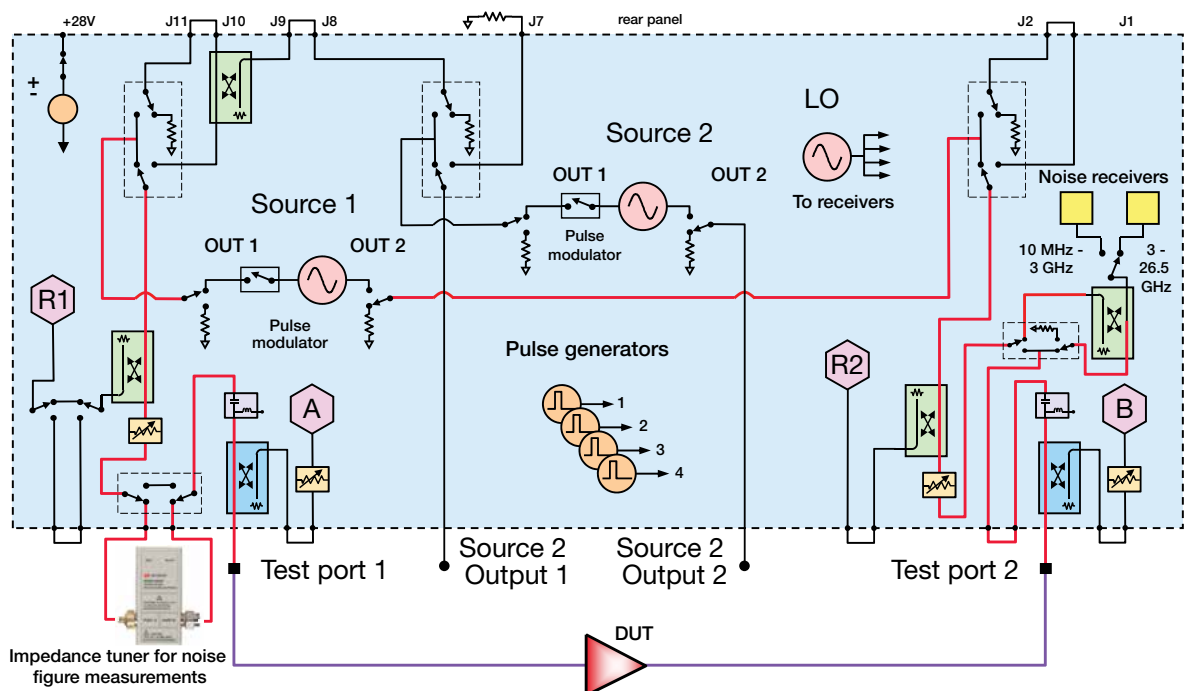 +28V
J11
J10
J9
J8
J7
rear panel
J2
J1
+
-
LO
Source 2
OUT 1
OUT 2
To receivers
Noise receivers
Pulse
modulator
10 MHz -
3 GHz
3 -
26.5
GHz
Source 1
OUT 1
OUT 2
Pulse
modulator
R1
Pulse generators
R2
A
B
1
2
3
4
Test port 1
Source 2
Output 1
Source 2
Output 2
Test port 2
DUT
Impedance tuner for noise
figure measurements